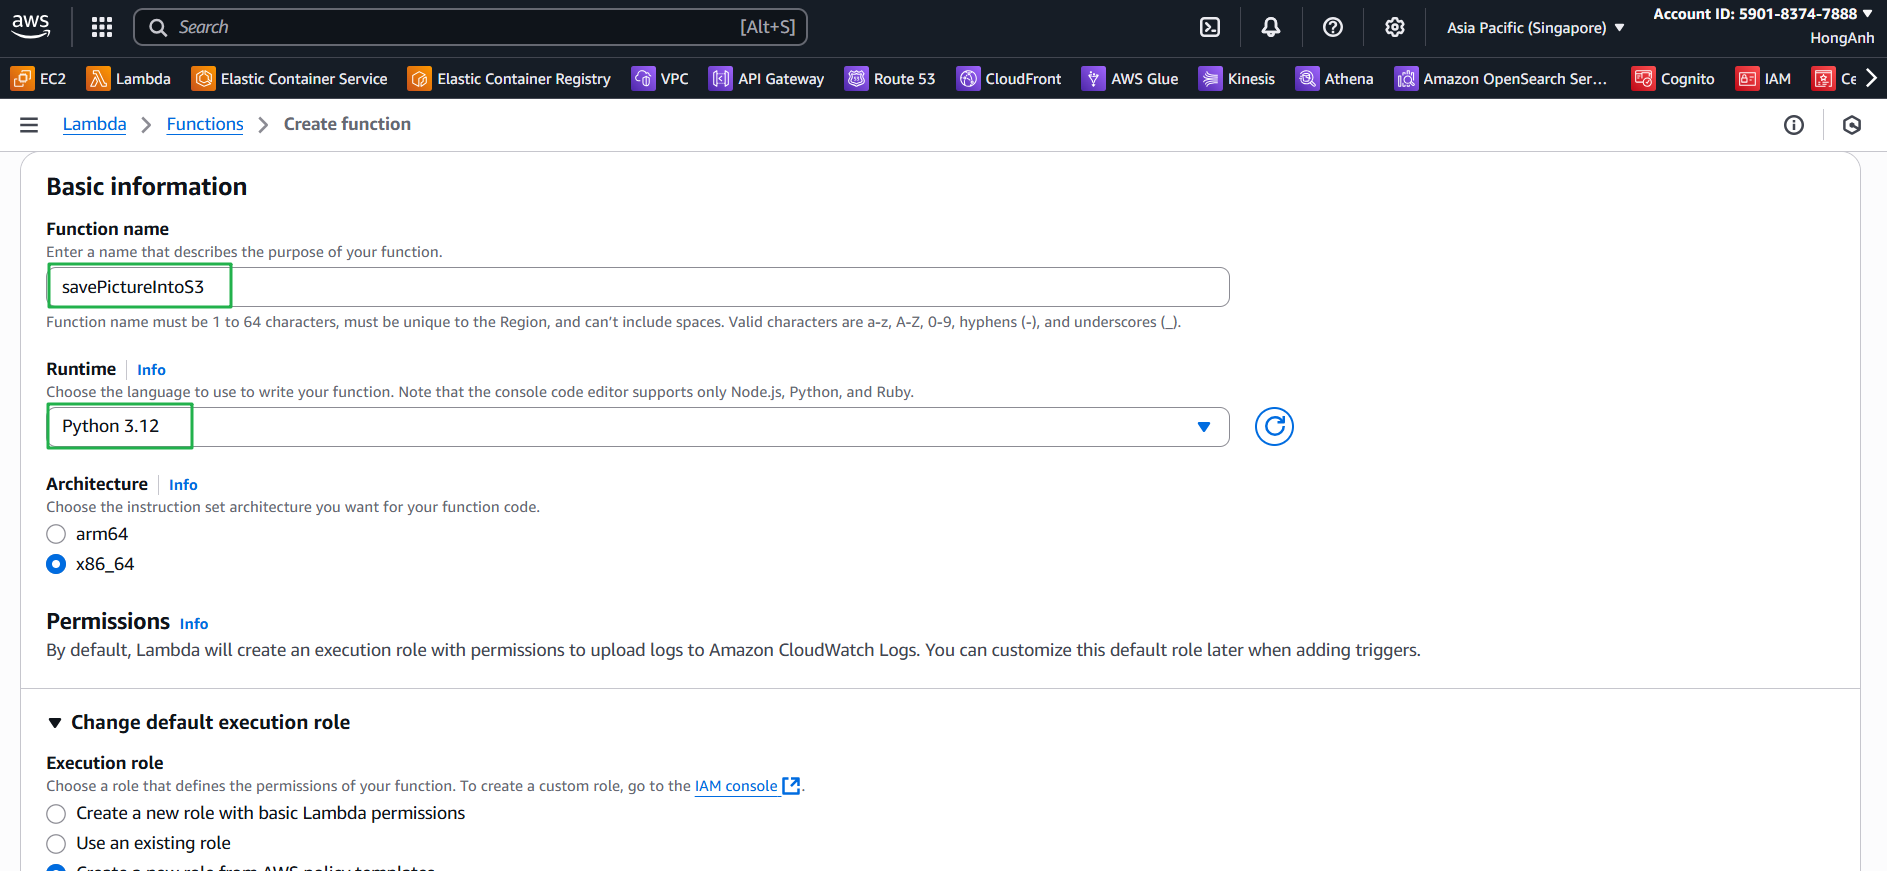 aws
Search
[Alt+S]
Asia Pacific (Singapore)
Account ID: 5901-8374-7888
HongAnh
EC2
Lambda
Elastic Container Service
Elastic Container Registry
VPC
API Gateway
Route 53
CloudFront
AWS Glue
Kinesis
Athena
Amazon OpenSearch Ser...
Cognito
IAM
Ce
Lambda > Functions > Create function
Basic information
Function name
Enter a name that describes the purpose of your function.
savePictureIntoS3
Function name must be 1 to 64 characters, must be unique to the Region, and can’t include spaces. Valid characters are a-z, A-Z, 0-9, hyphens (-), and underscores (_).
Runtime Info
Choose the language to use to write your function. Note that the console code editor supports only Node.js, Python, and Ruby.
Python 3.12
Architecture Info
Choose the instruction set architecture you want for your function code.
arm64
x86_64
Permissions Info
By default, Lambda will create an execution role with permissions to upload logs to Amazon CloudWatch Logs. You can customize this default role later when adding triggers.
Change default execution role
Execution role
Choose a role that defines the permissions of your function. To create a custom role, go to the IAM console.
Create a new role with basic Lambda permissions
Use an existing role
Create a new role from AWS policy templates